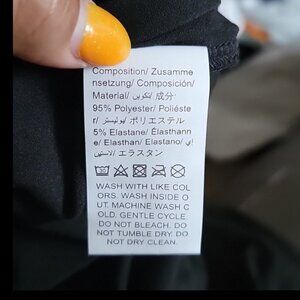 Composition/ Zusamme
nsetzung/ Composición/
Material/ تكوين/ 成分
95% Polyester/ Poliéste
r/ بوليستر/ ポリエステル
5% Elastane/ Élasthann
e/ Elasthan/ Elastano/ إي
لاستين/ エラスタン
WASH WITH LIKE COL
ORS. WASH INSIDE O
UT. MACHINE WASH C
OLD. GENTLE CYCLE.
DO NOT BLEACH. DO
NOT TUMBLE DRY. DO
NOT DRY CLEAN.